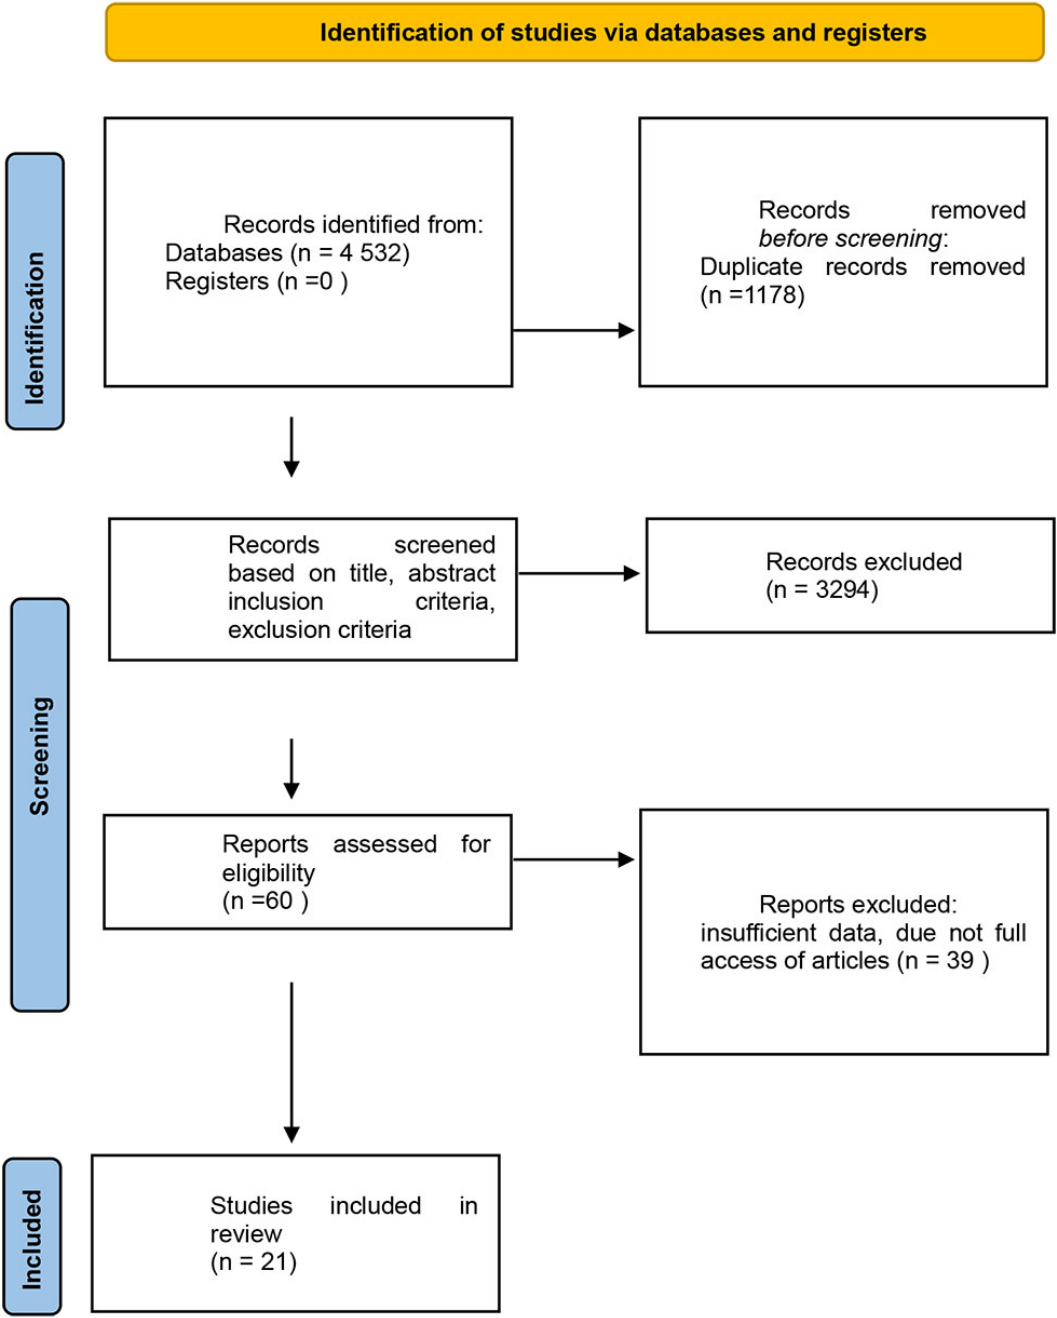 Identification of studies via databases and registers
Identification
Records identified from:
Databases (n = 4 532)
Registers (n =0 )
Records removed
before screening:
Duplicate records removed
(n =1178)
Screening
Records screened
based on title, abstract
inclusion criteria,
exclusion criteria
Records excluded
(n = 3294)
Reports assessed for
eligibility
(n =60 )
Reports excluded:
insufficient data, due not full
access of articles (n = 39 )
Included
Studies included in
review
(n = 21)